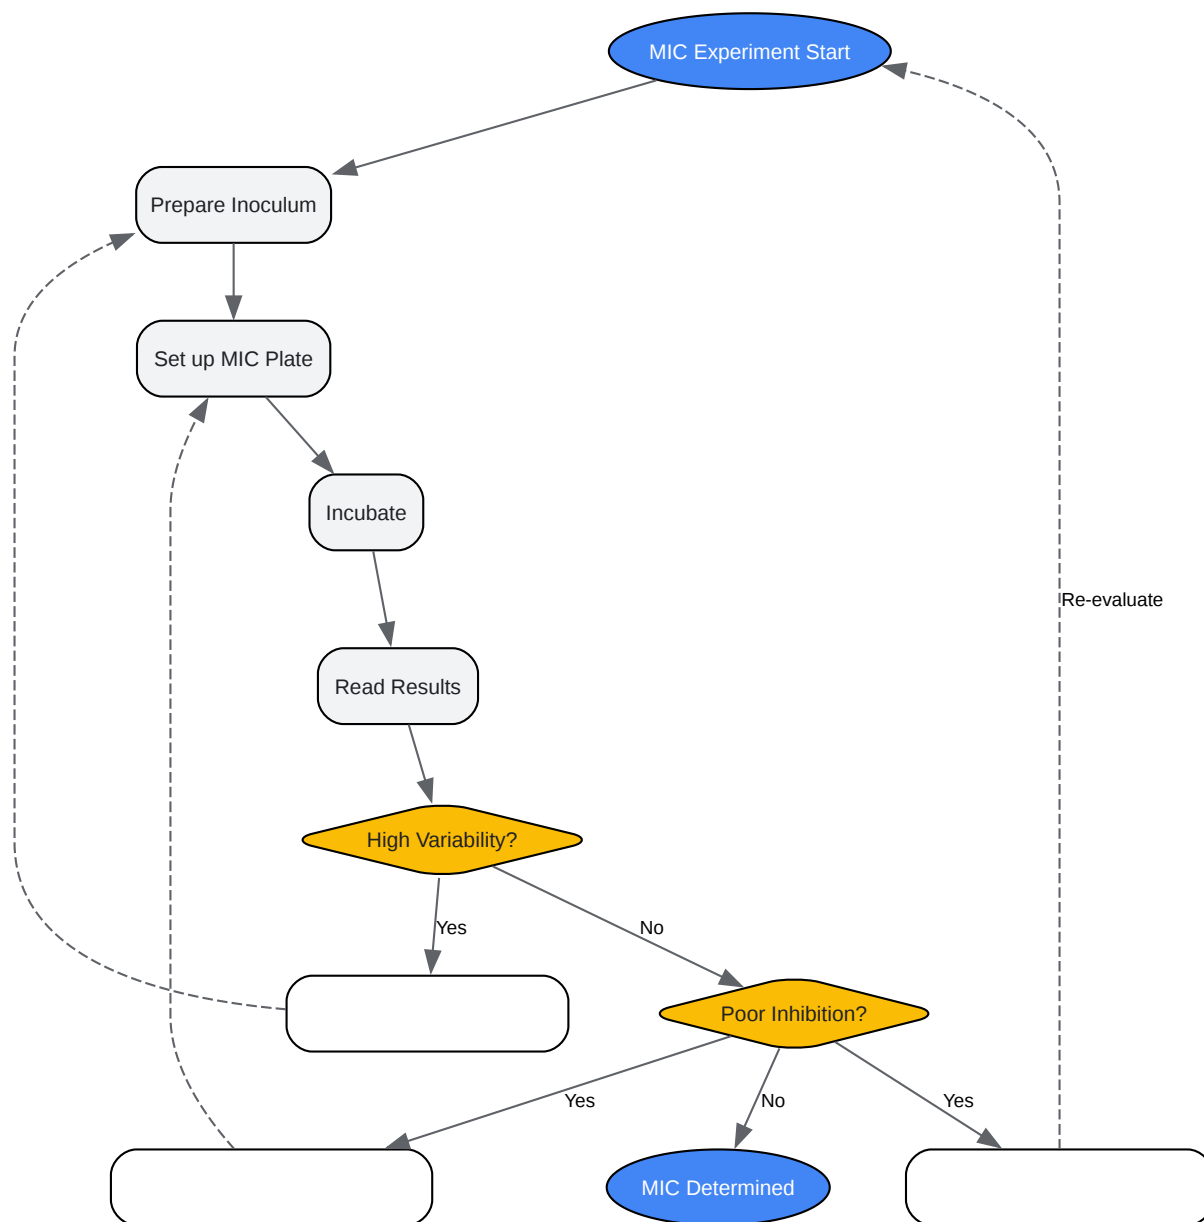 MIC Experiment Start
Prepare Inoculum
Set up MIC Plate
Incubate
Re-evaluate
Read Results
High Variability?
Yes
No
Poor Inhibition?
Yes
No
Yes
MIC Determined